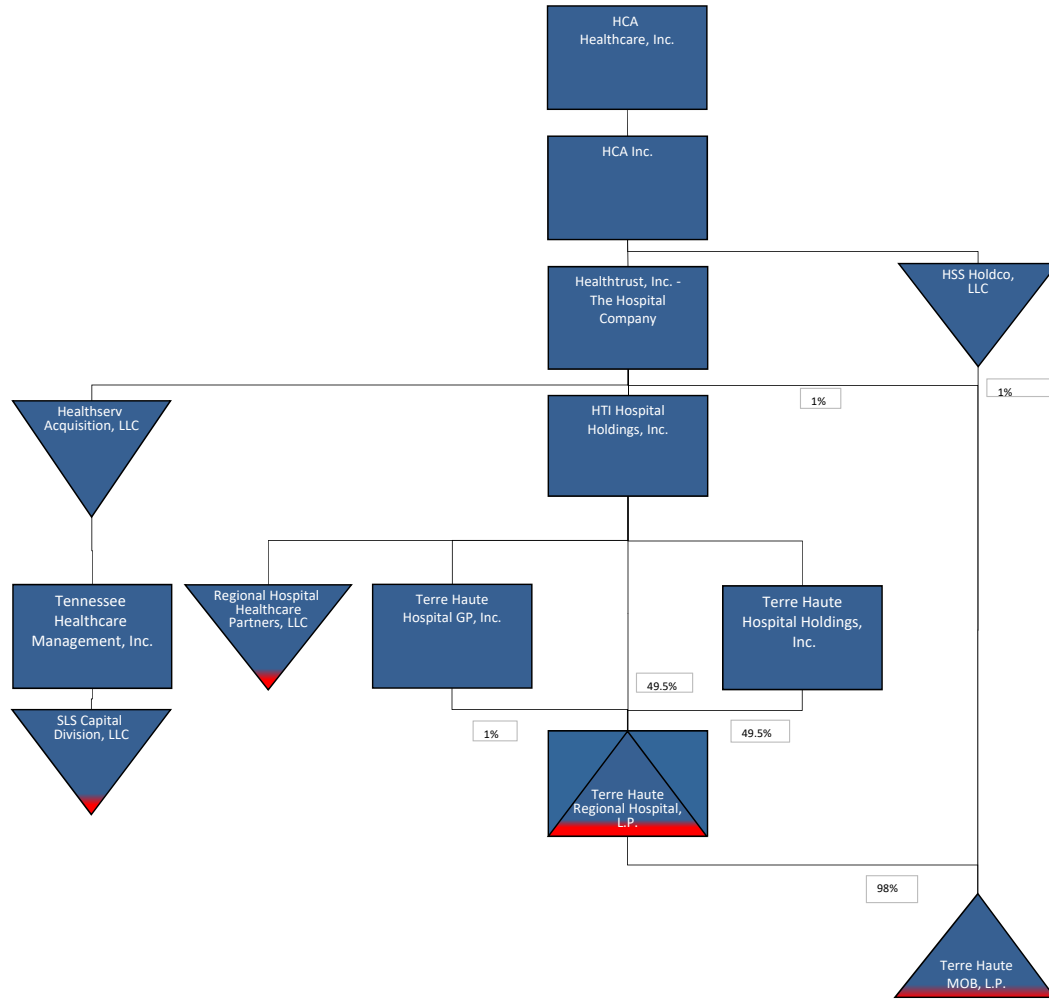 HCA
Healthcare, Inc.
HCA Inc.
Healthtrust, Inc. -
The Hospital
Company
HSS Holdco,
LLC
1%
1%
Healthserv
Acquisition, LLC
HTI Hospital
Holdings, Inc.
Tennessee
Healthcare
Management, Inc.
Regional Hospital
Healthcare
Partners, LLC
Terre Haute
Hospital GP, Inc.
Terre Haute
Hospital Holdings,
Inc.
49.5%
SLS Capital
Division, LLC
1%
49.5%
Terre Haute
Regional Hospital,
L.P.
98%
Terre Haute
MOB, L.P.